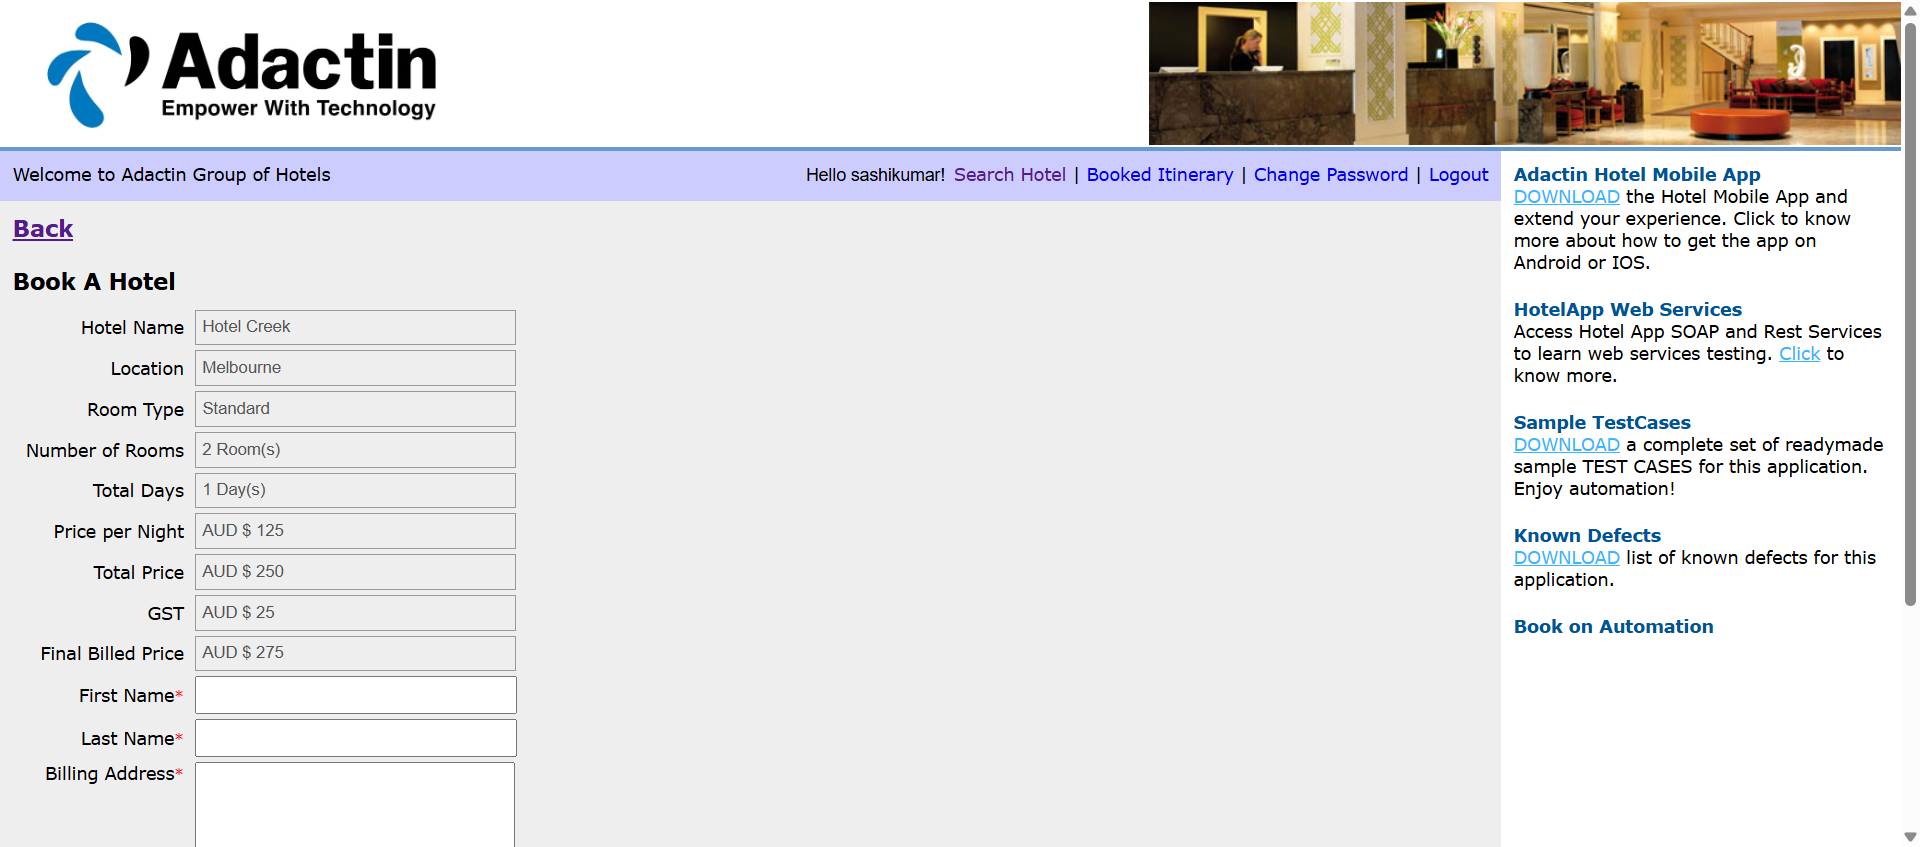 Adactin
Empower With Technology
Welcome to Adactin Group of Hotels
Hello sashikumar! Search Hotel | Booked Itinerary | Change Password | Logout
Back
Book A Hotel
Hotel Name Hotel Creek
Location Melbourne
Room Type Standard
Number of Rooms 2 Room(s)
Total Days 1 Day(s)
Price per Night AUD $ 125
Total Price AUD $ 250
GST AUD $ 25
Final Billed Price AUD $ 275
First Name*
Last Name*
Billing Address*
Adactin Hotel Mobile App
DOWNLOAD the Hotel Mobile App and
extend your experience. Click to know
more about how to get the app on
Android or IOS.
HotelApp Web Services
Access Hotel App SOAP and Rest Services
to learn web services testing. Click to
know more.
Sample TestCases
DOWNLOAD a complete set of readymade
sample TEST CASES for this application.
Enjoy automation!
Known Defects
DOWNLOAD list of known defects for this
application.
Book on Automation